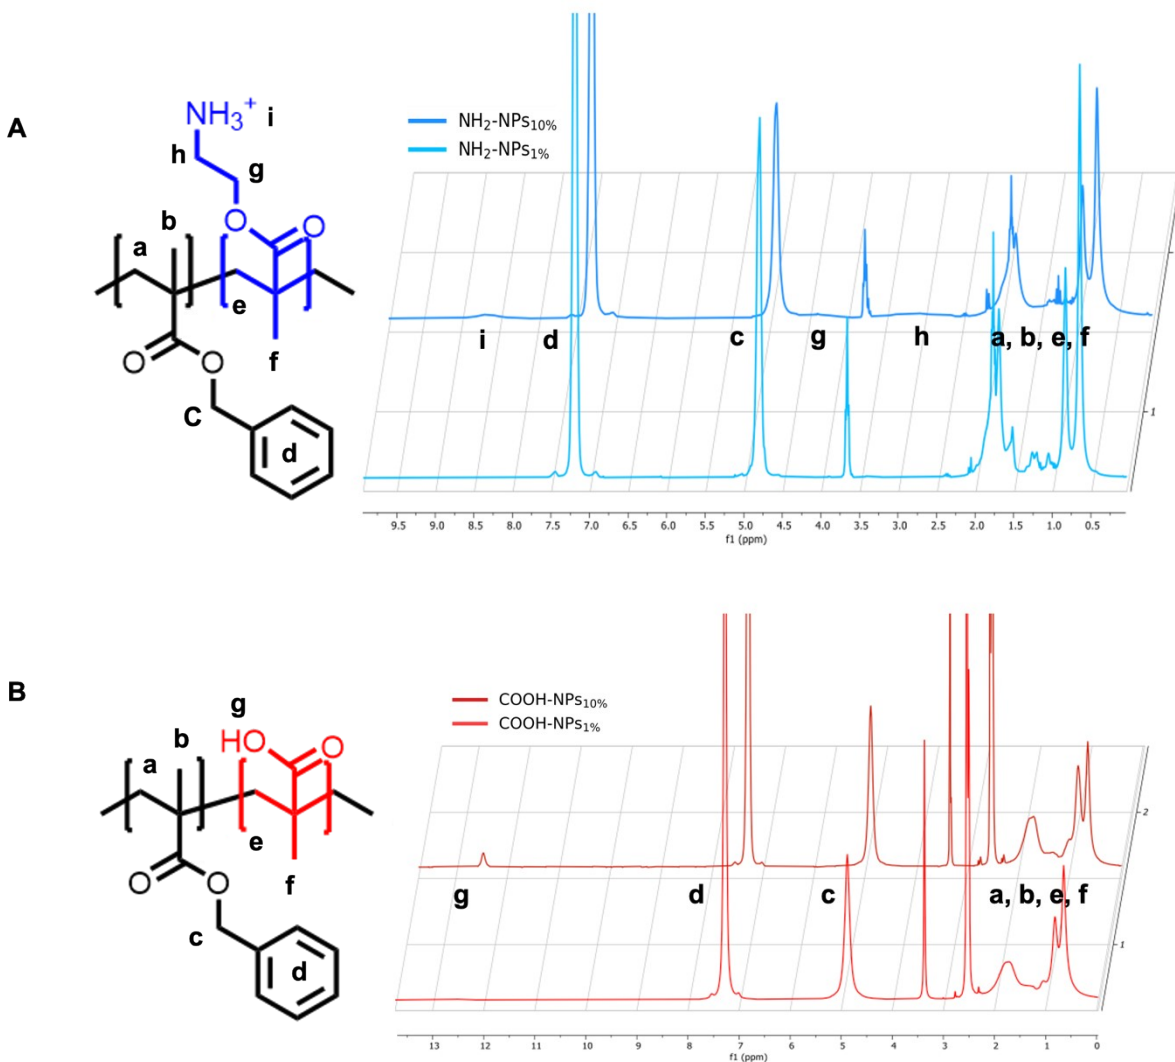 A
NH3+ i
h
g
O
O
b
a
e
f
O
O
C
d
NH2-NPs10%
NH2-NPs1%
i d c g h a, b, e, f
1
9.5 9.0 8.5 8.0 7.5 7.0 6.5 6.0 5.5 5.0 4.5 4.0 3.5 3.0 2.5 2.0 1.5 1.0 0.5
f1 (ppm)
B
g
HO O
b
a
e
f
O
O
c
d
COOH-NPs10%
COOH-NPs1%
2
g d c a, b, e, f
1
13 12 11 10 9 8 7 6 5 4 3 2 1 0
f1 (ppm)